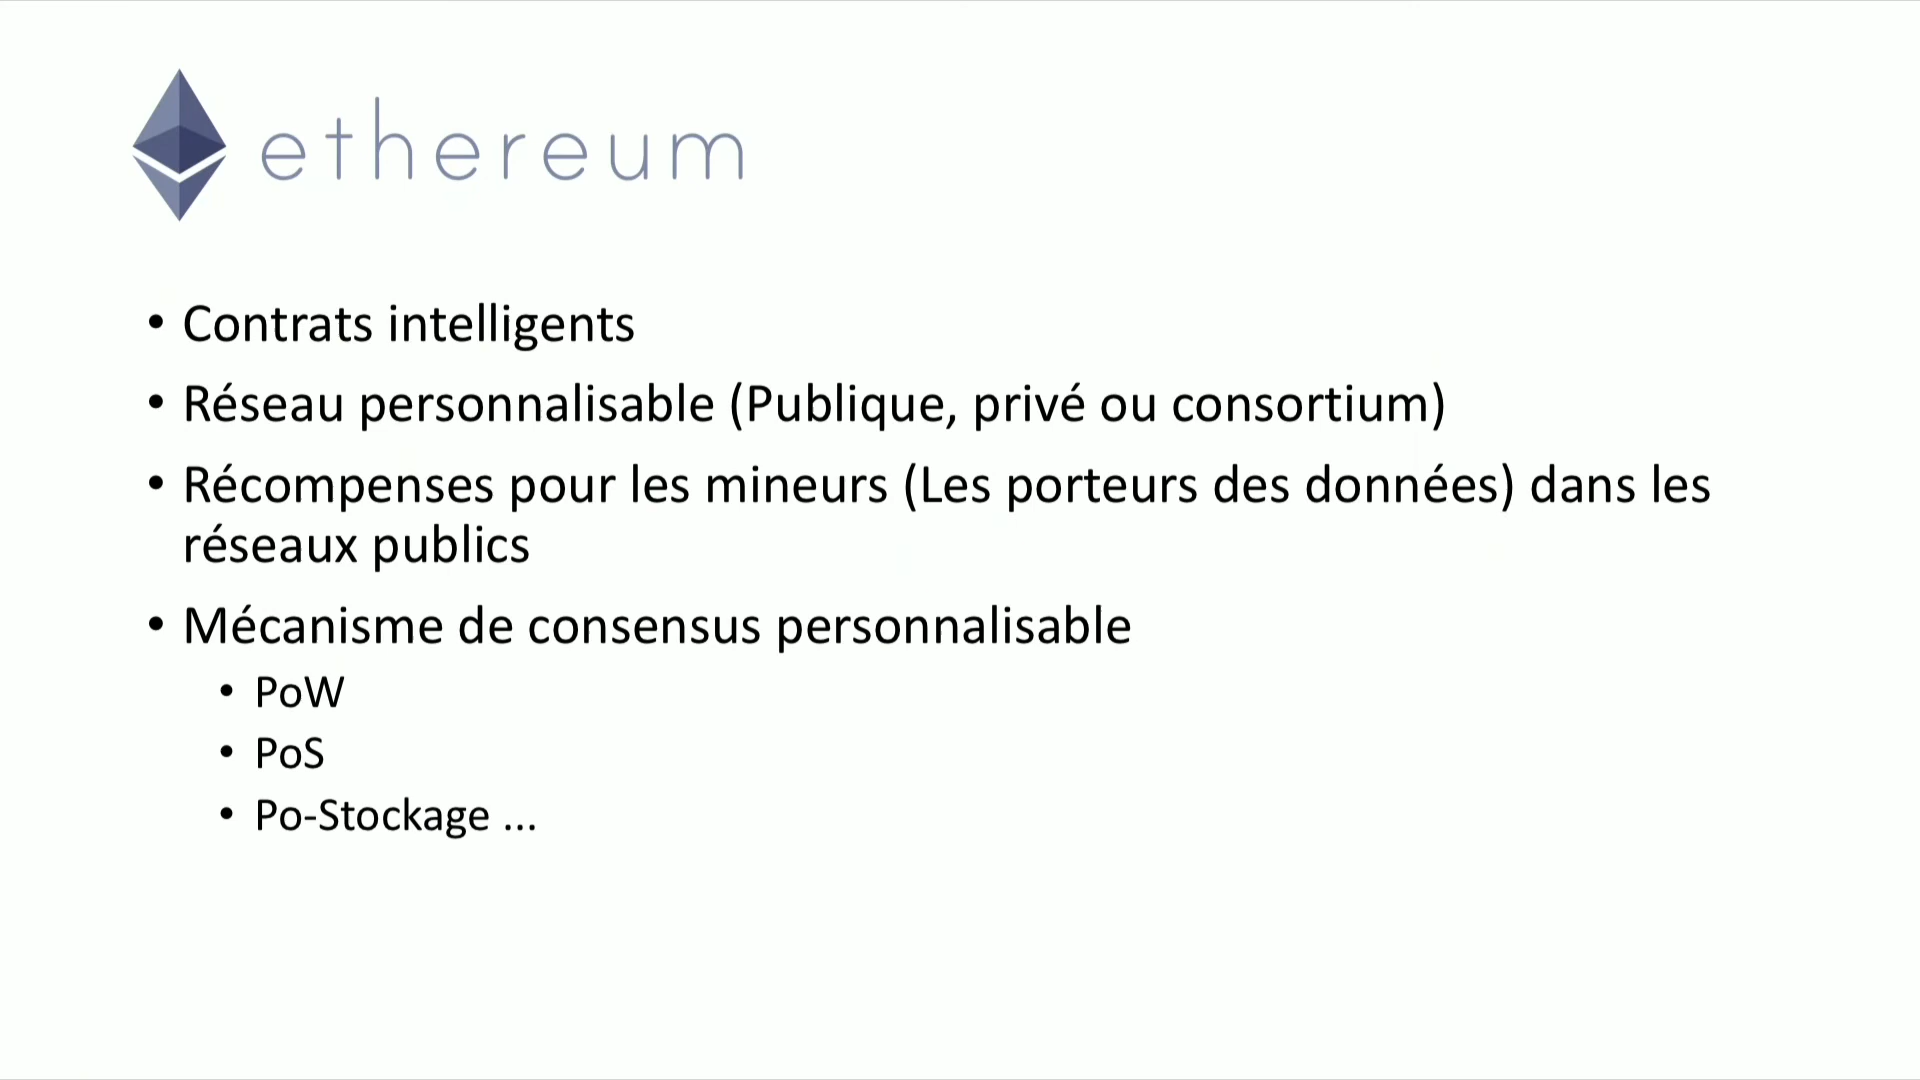 ethereum
• Contrats intelligents
• Réseau personnalisable (Publique, privé ou consortium)
• Récompenses pour les mineurs (Les porteurs des données) dans les
réseaux publics
• Mécanisme de consensus personnalisable
• PoW
• PoS
• Po-Stockage ...